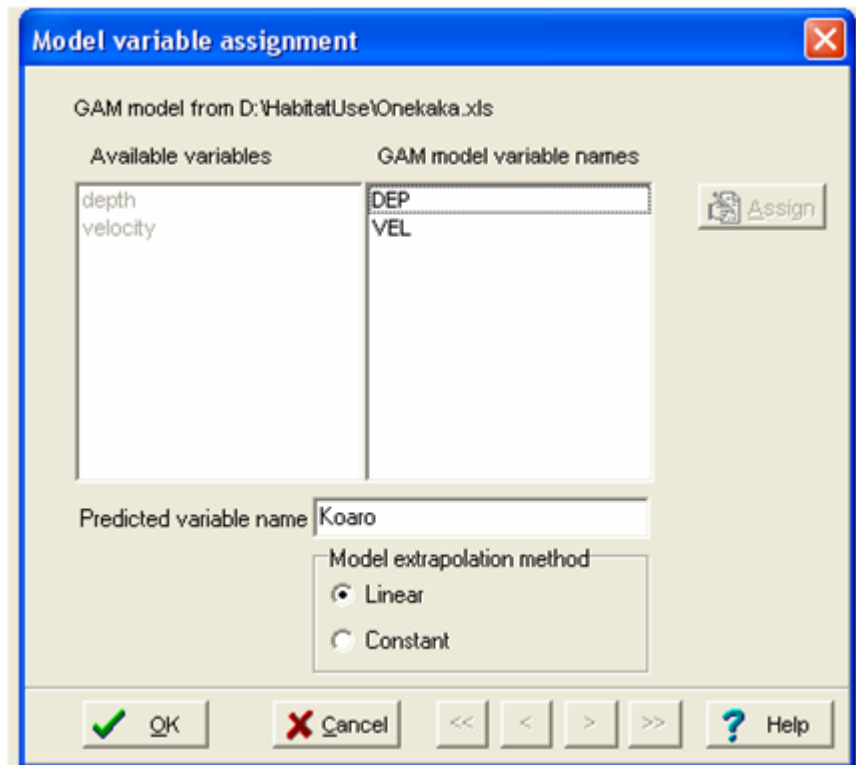 Model variable assignment
GAM model from D:\HabitatUse\Onekaka.xls
Available variables GAM model variable names
depth DEP
velocity VEL
Assign
Predicted variable name Koaro
Model extrapolation method
Linear
Constant
OK Cancel << < > >> ? Help